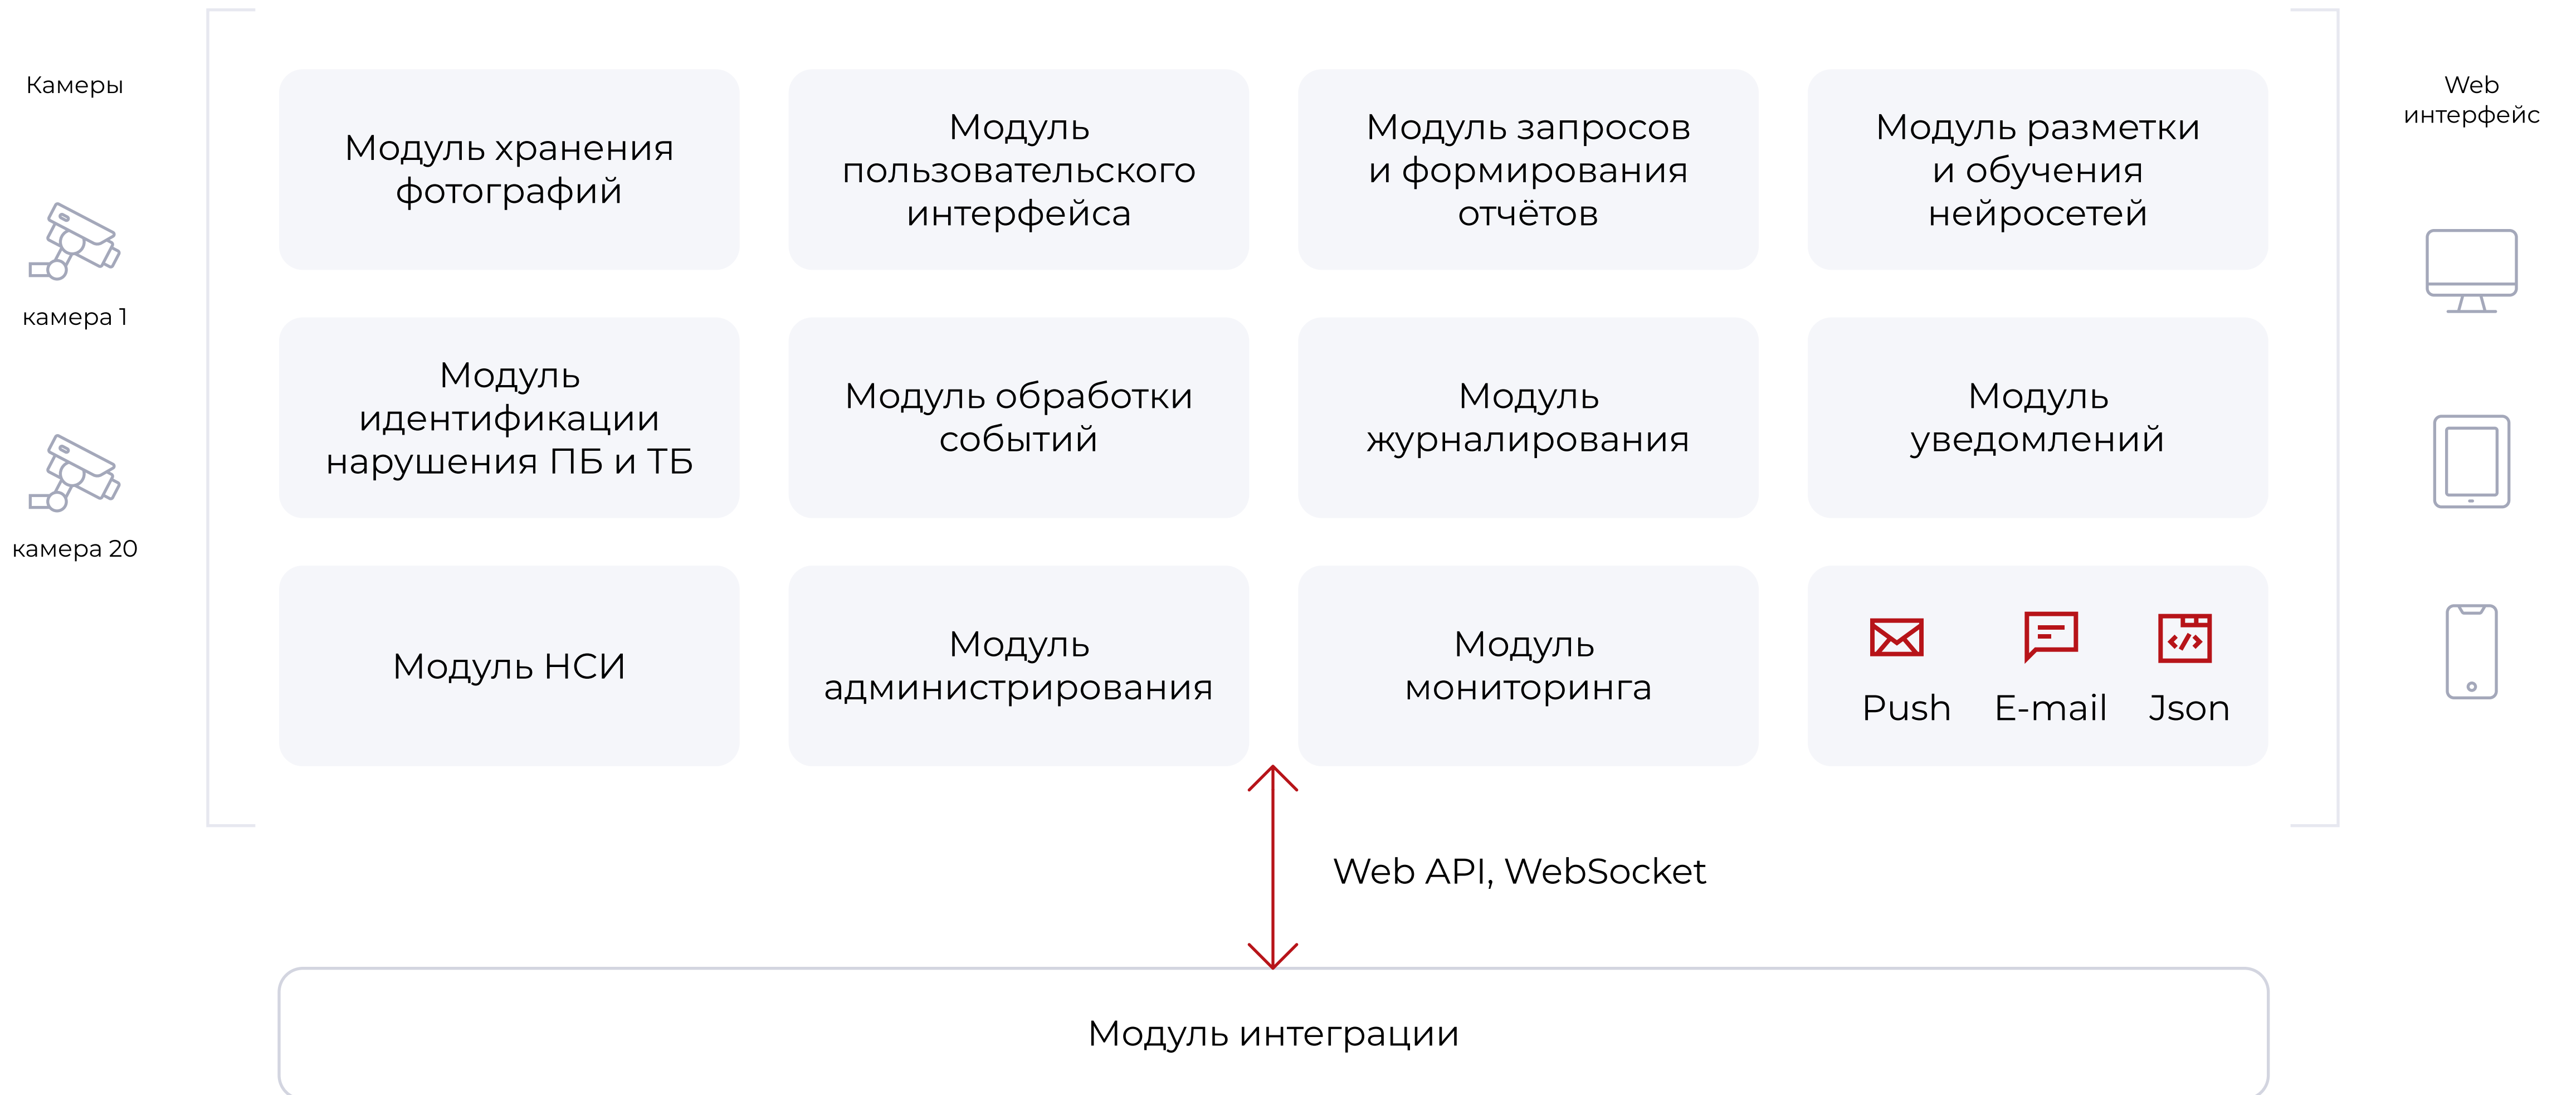 Камеры
камера 1
камера 20
Модуль хранения
фотографий
Модуль
пользовательского
интерфейса
Модуль запросов
и формирования
отчётов
Модуль разметки
и обучения
нейросетей
Модуль
идентификации
нарушения ПБ и ТБ
Модуль обработки
событий
Модуль
журналирования
Модуль
уведомлений
Модуль НСИ
Модуль
администрирования
Модуль
мониторинга
Push E-mail Json
Web
интерфейс
Web API, WebSocket
Модуль интеграции